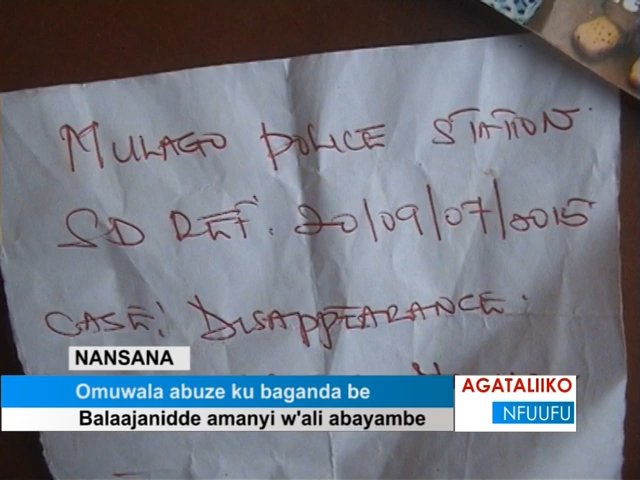 MULAGO POLICE STATION.
SD REF: 20/09/07/2015
CASE: DISAPPEARANCE.
NANSANA
Omuwala abuze ku baganda be
Balaajanidde amanyi w'ali abayambe
AGATALIIKO
NFUUFU